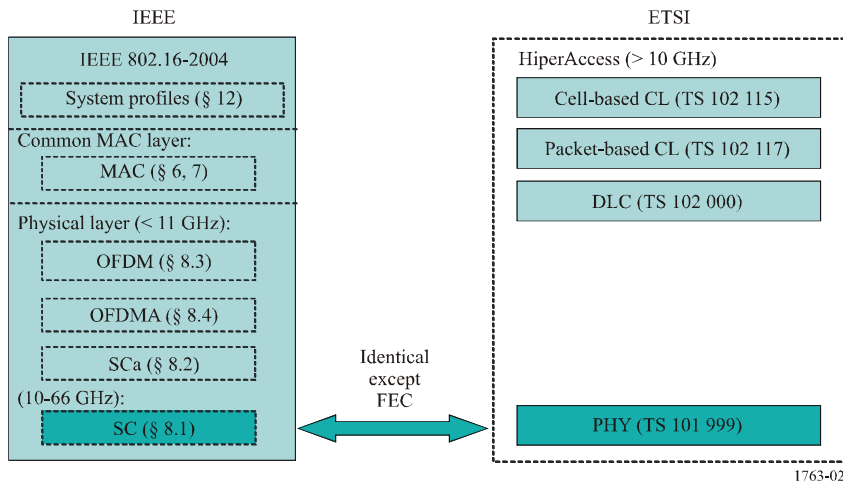 IEEE
IEEE 802.16-2004
System profiles (§ 12)
Common MAC layer:
MAC (§ 6, 7)
Physical layer (< 11 GHz):
OFDM (§ 8.3)
OFDMA (§ 8.4)
SCa (§ 8.2)
(10-66 GHz):
SC (§ 8.1)
Identical
except
FEC
ETSI
HiperAccess (> 10 GHz)
Cell-based CL (TS 102 115)
Packet-based CL (TS 102 117)
DLC (TS 102 000)
PHY (TS 101 999)
1763-02